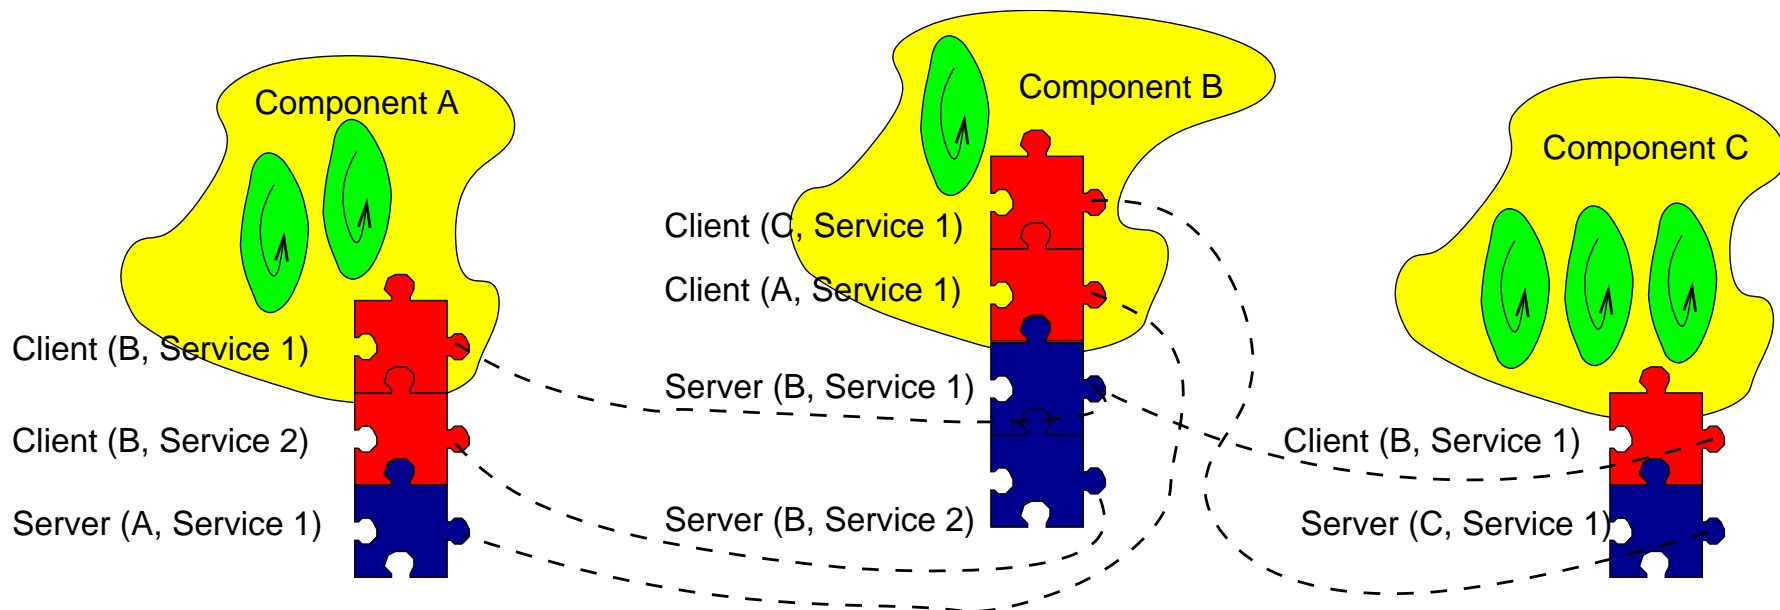 Component A
Client (B, Service 1)
Client (B, Service 2)
Server (A, Service 1)
Component B
Client (C, Service 1)
Client (A, Service 1)
Server (B, Service 1)
Server (B, Service 2)
Component C
Client (B, Service 1)
Server (C, Service 1)